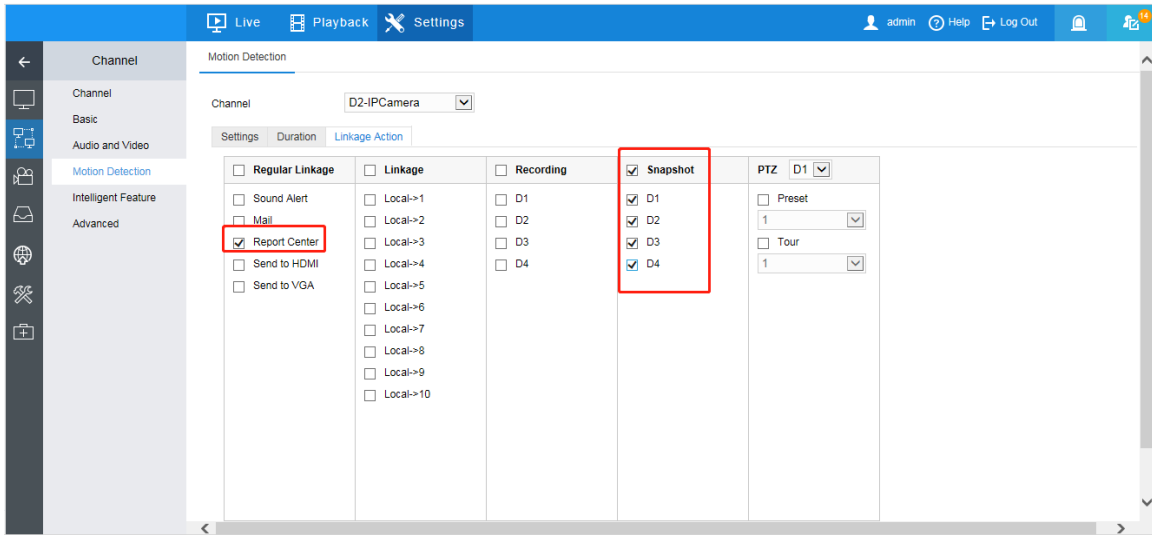 Live Playback Settings admin Help Log Out 14
Channel
Channel
Basic
Audio and Video
Motion Detection
Intelligent Feature
Advanced
Motion Detection
Channel D2-IPCamera
Settings Duration Linkage Action
Regular Linkage Linkage Recording Snapshot PTZ D1
Sound Alert Local->1 D1 D1 Preset
Mail Local->2 D2 D2 1
Report Center Local->3 D3 D3 Tour
Send to HDMI Local->4 D4 D4 1
Send to VGA Local->5
Local->6
Local->7
Local->8
Local->9
Local->10